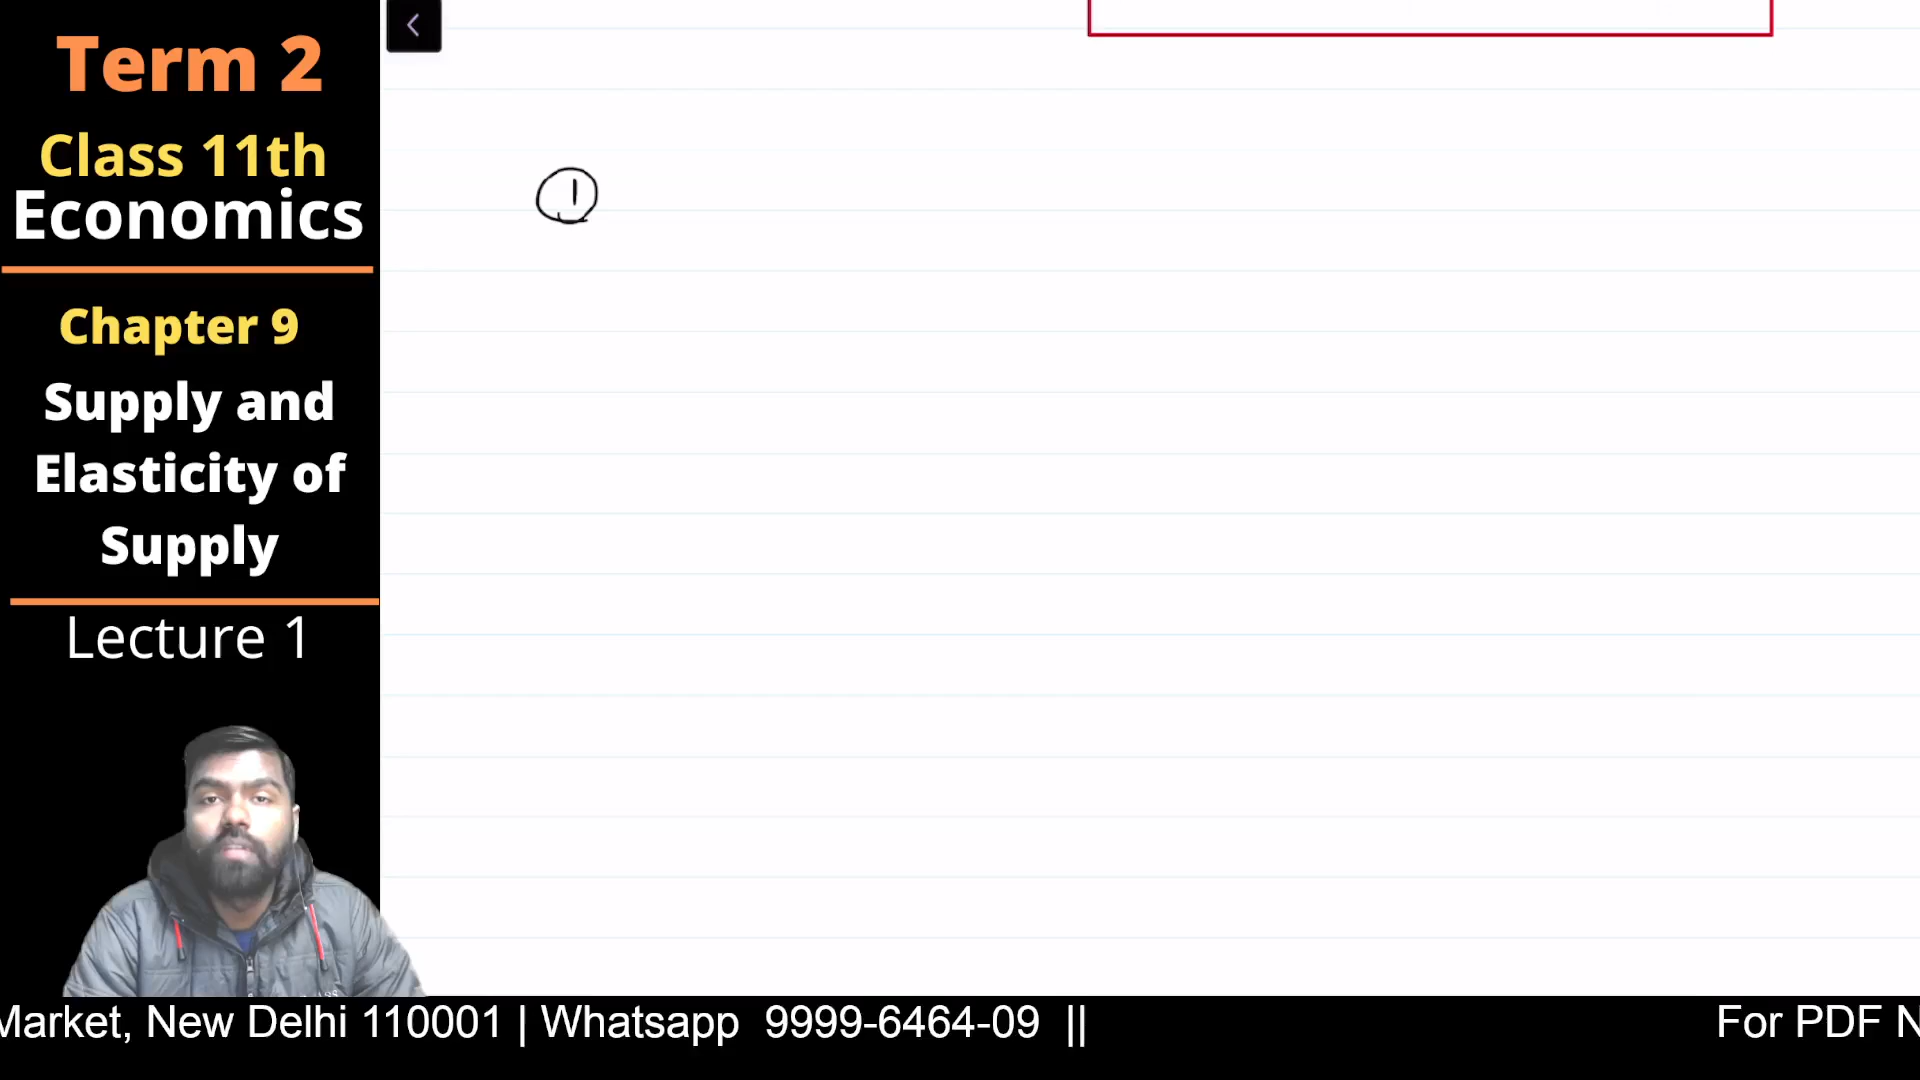 Term 2
Class 11th
Economics
Chapter 9
Supply and
Elasticity of
Supply
Lecture 1
1
Market, New Delhi 110001 | Whatsapp 9999-6464-09 || For PDF N